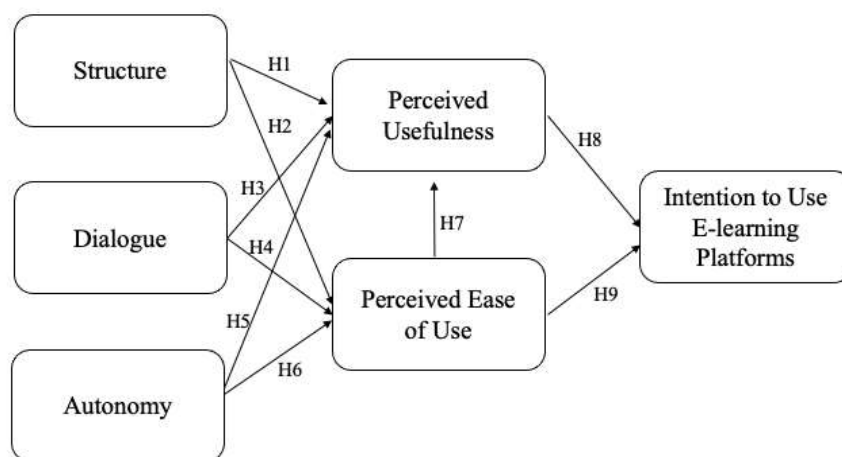 Structure
H1
Perceived
Usefulness
H2
H8
H3
Dialogue
H4
H7
Intention to Use
E-learning
Platforms
H5
Perceived Ease
of Use
H9
H6
Autonomy